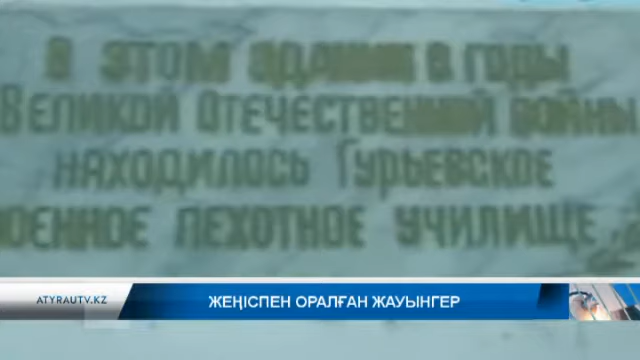 В ЭТОМ ЗДАНИИ В ГОДЫ
ВЕЛИКОЙ ОТЕЧЕСТВЕННОЙ ВОЙНЫ
НАХОДИЛОСЬ ГУРЬЕВСКОЕ
ВОЕННОЕ ПЕХОТНОЕ УЧИЛИЩЕ
ATYRAUTV.KZ
ЖЕҢІСПЕН ОРАЛҒАН ЖАУЫНГЕР